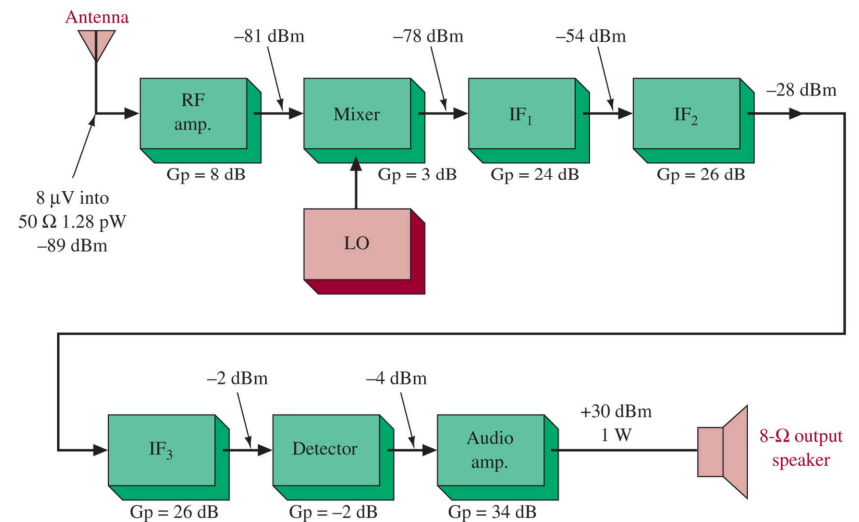 Antenna
–81 dBm
–78 dBm
–54 dBm
–28 dBm
RF
amp.
Mixer
IF₁
IF₂
Gp = 8 dB
Gp = 3 dB
Gp = 24 dB
Gp = 26 dB
8 μV into
50 Ω 1.28 pW
–89 dBm
LO
–2 dBm
–4 dBm
+30 dBm
1 W
IF₃
Detector
Audio
amp.
8-Ω output
speaker
Gp = 26 dB
Gp = –2 dB
Gp = 34 dB